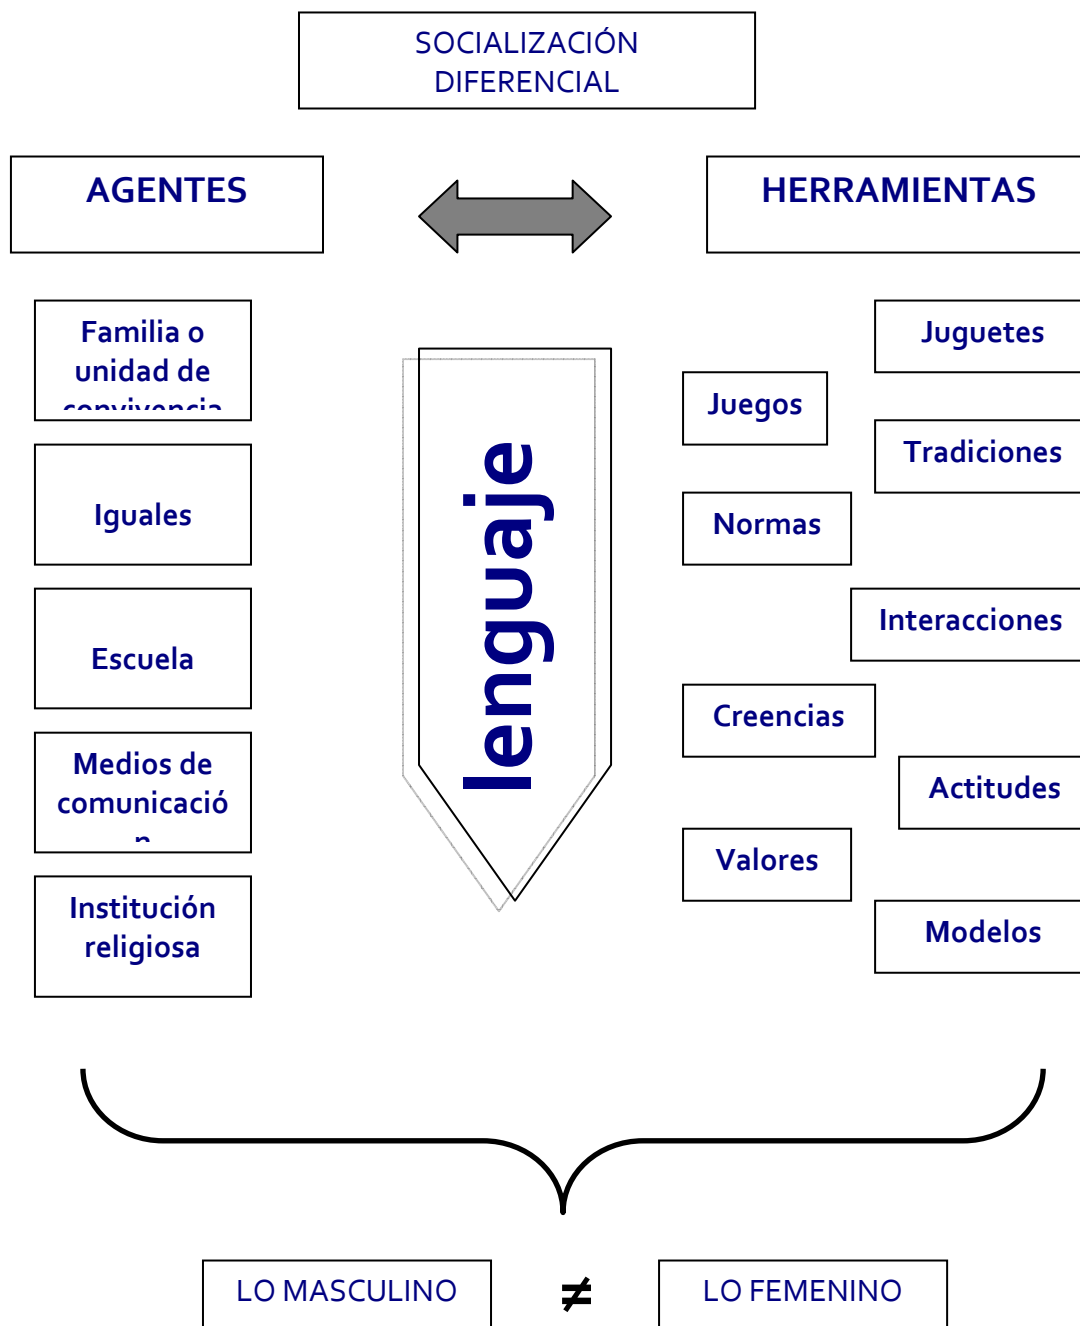 SOCIALIZACIÓN
DIFERENCIAL
AGENTES
HERRAMIENTAS
Familia o
unidad de
convivencia
Iguales
Escuela
Medios de
comunicació
n
Institución
religiosa
lenguaje
Juguetes
Juegos
Tradiciones
Normas
Interacciones
Creencias
Actitudes
Valores
Modelos
LO MASCULINO
≠
LO FEMENINO